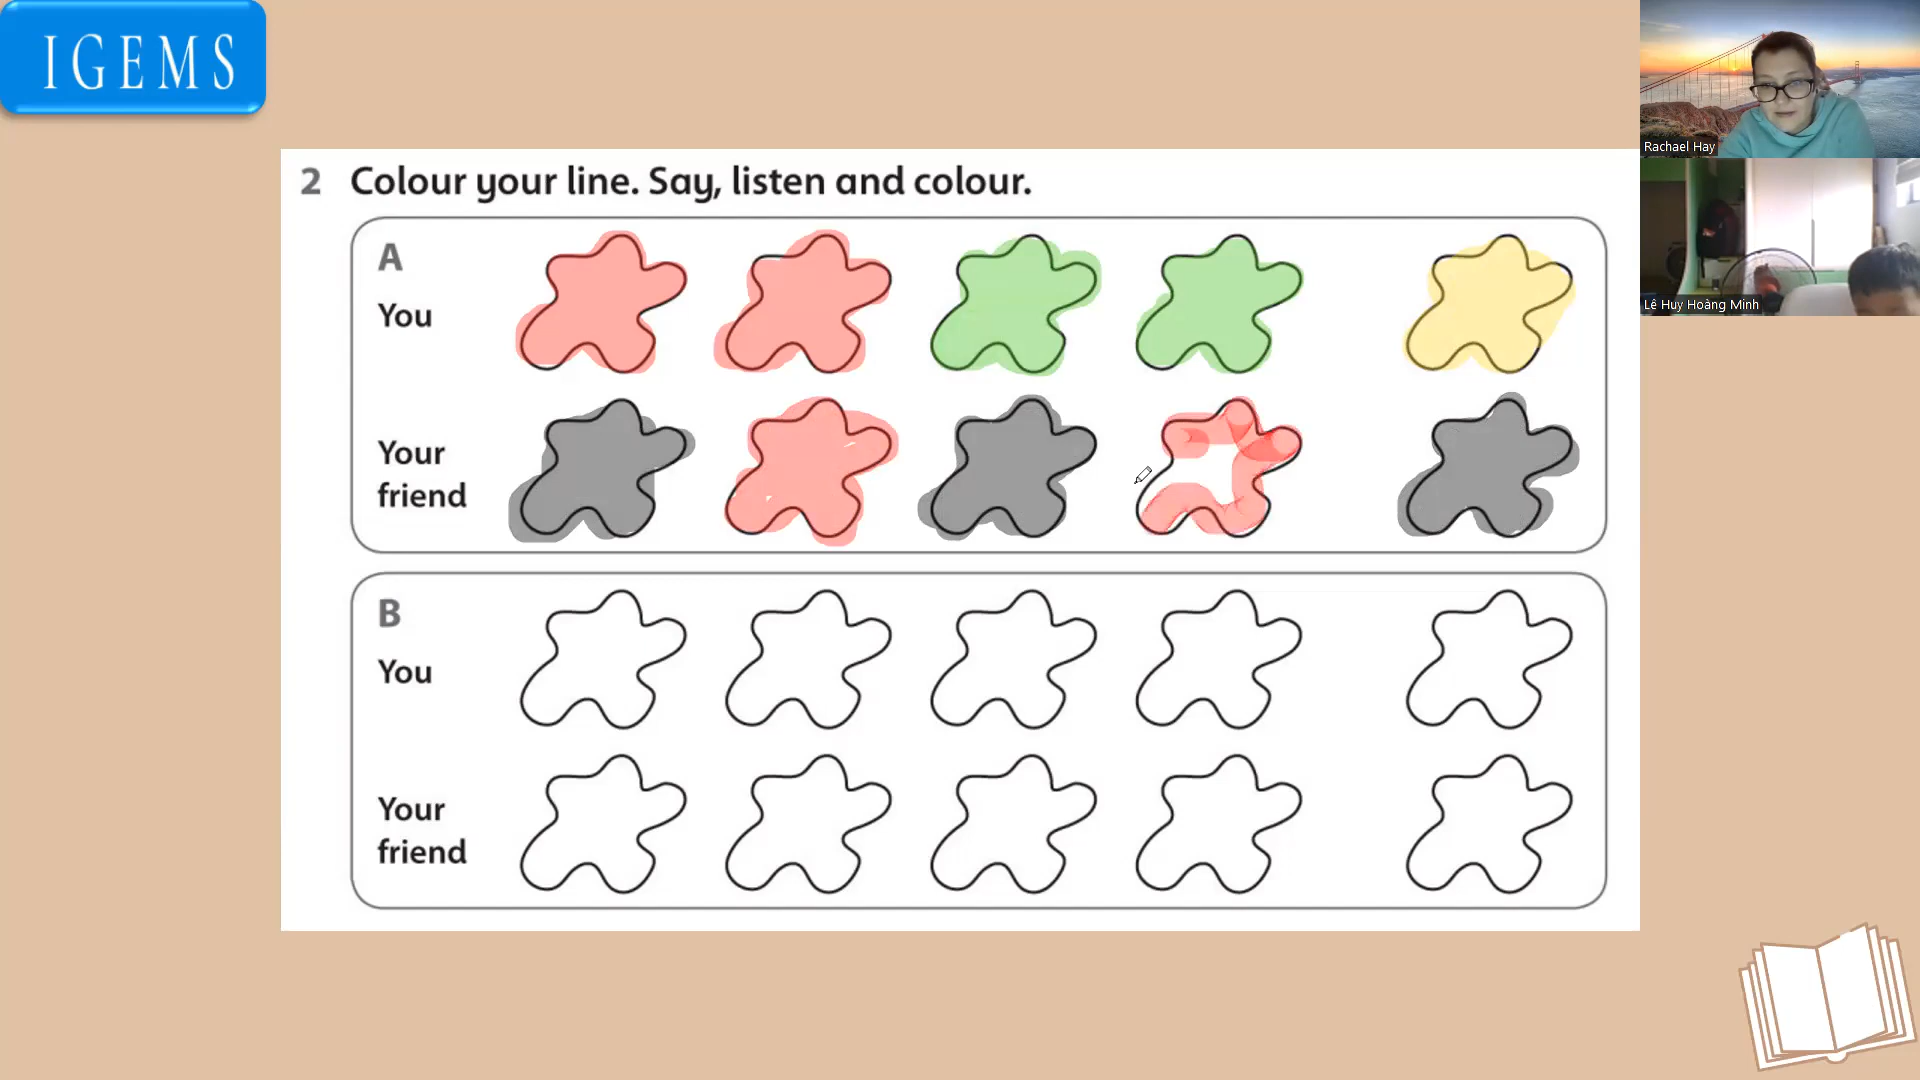 IGEMS
2 Colour your line. Say, listen and colour.
A
You
Your
friend
B
You
Your
friend
Rachael Hay
Lê Huy Hoàng Minh